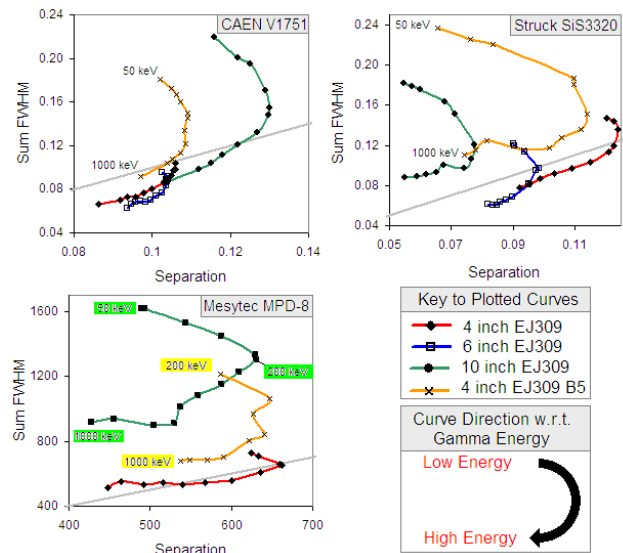 CAEN V1751
Sum FWHM
0.24
0.20
0.16
0.12
0.08
0.04
50 keV
1000 keV
0.08
0.1
0.12
0.14
Separation
Struck SiS3320
Sum FWHM
0.24
0.20
0.16
0.12
0.08
0.04
50 keV
1000 keV
0.05
0.07
0.09
0.11
Separation
Mesytec MPD-8
Sum FWHM
1600
1200
800
400
50 keV
200 keV
200 keV
1000 keV
1000 keV
400
500
600
700
Separation
Key to Plotted Curves
4 inch EJ309
6 inch EJ309
10 inch EJ309
4 inch EJ309 B5
Curve Direction w.r.t.
Gamma Energy
Low Energy
High Energy